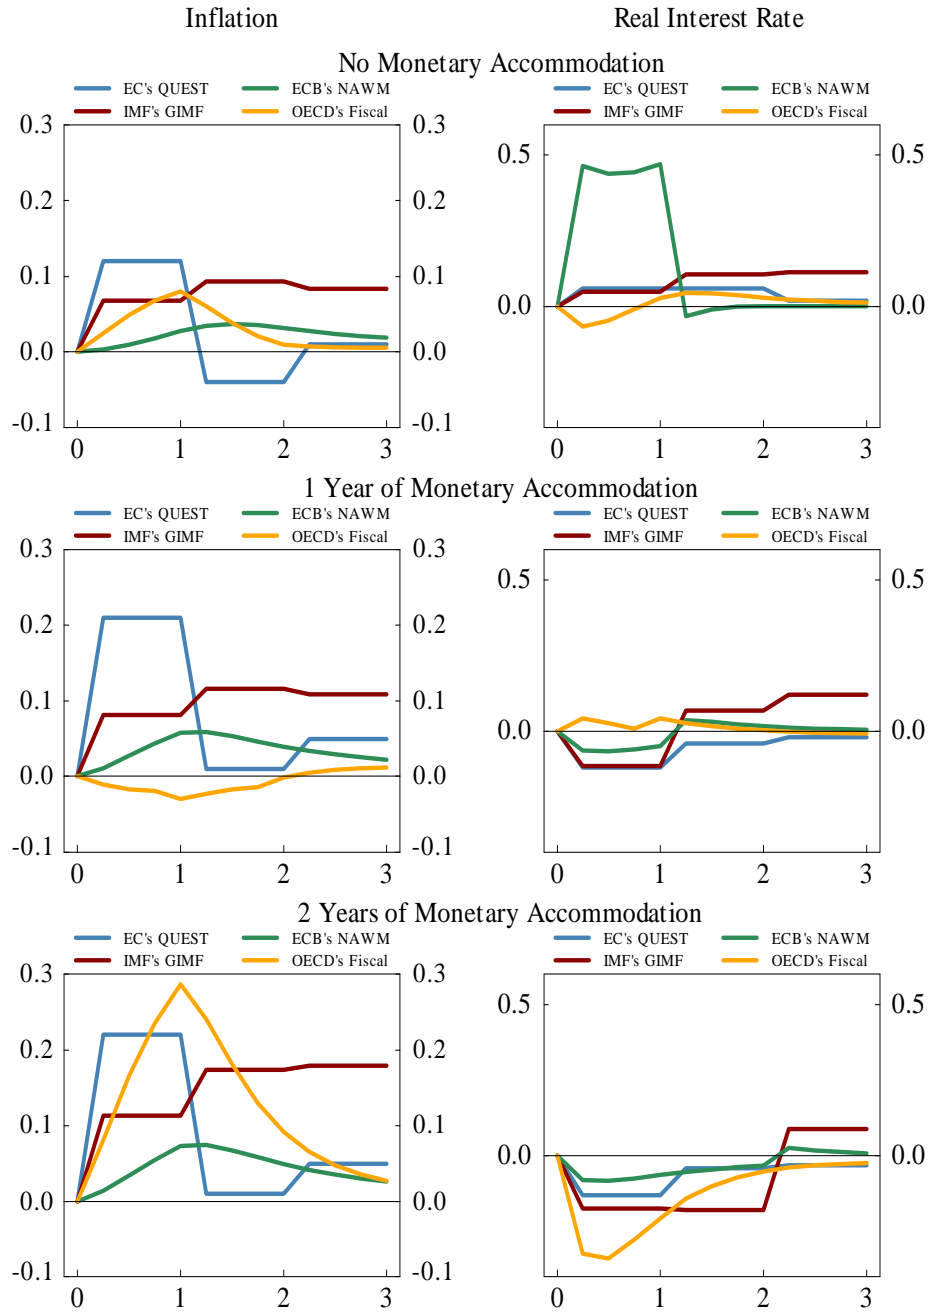 Inflation Real Interest Rate
No Monetary Accommodation
EC's QUEST ECB's NAWM EC's QUEST ECB's NAWM
IMF's GIMF OECD's Fiscal IMF's GIMF OECD's Fiscal
0.3 0.3
0.5 0.5
0.2 0.2
0.1 0.1
0.0 0.0
0.0 0.0
-0.1 -0.1
0 1 2 3 0 1 2 3
1 Year of Monetary Accommodation
EC's QUEST ECB's NAWM EC's QUEST ECB's NAWM
IMF's GIMF OECD's Fiscal IMF's GIMF OECD's Fiscal
0.3 0.3
0.5 0.5
0.2 0.2
0.1 0.1
0.0 0.0
0.0 0.0
-0.1 -0.1
0 1 2 3 0 1 2 3
2 Years of Monetary Accommodation
EC's QUEST ECB's NAWM EC's QUEST ECB's NAWM
IMF's GIMF OECD's Fiscal IMF's GIMF OECD's Fiscal
0.3 0.3
0.5 0.5
0.2 0.2
0.1 0.1
0.0 0.0
0.0 0.0
-0.1 -0.1
0 1 2 3 0 1 2 3